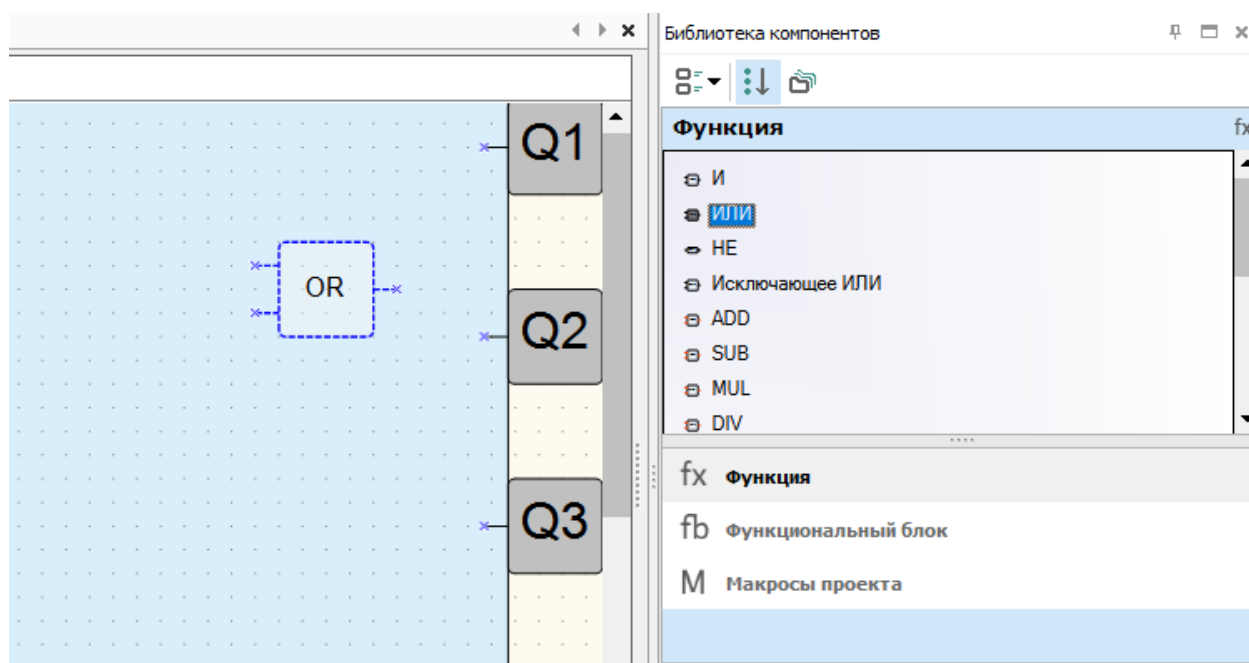 Библиотека компонентов
Функция
fx
И
ИЛИ
НЕ
Исключающее ИЛИ
ADD
SUB
MUL
DIV
fx Функция
fb Функциональный блок
M Макросы проекта
Q1
OR
Q2
Q3